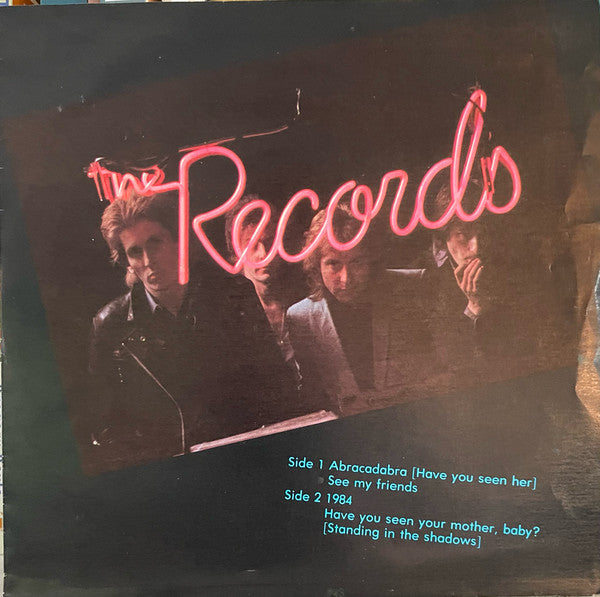 the Records
Side 1 Abracadabra [Have you seen her]
See my friends
Side 2 1984
Have you seen your mother, baby?
[Standing in the shadows]